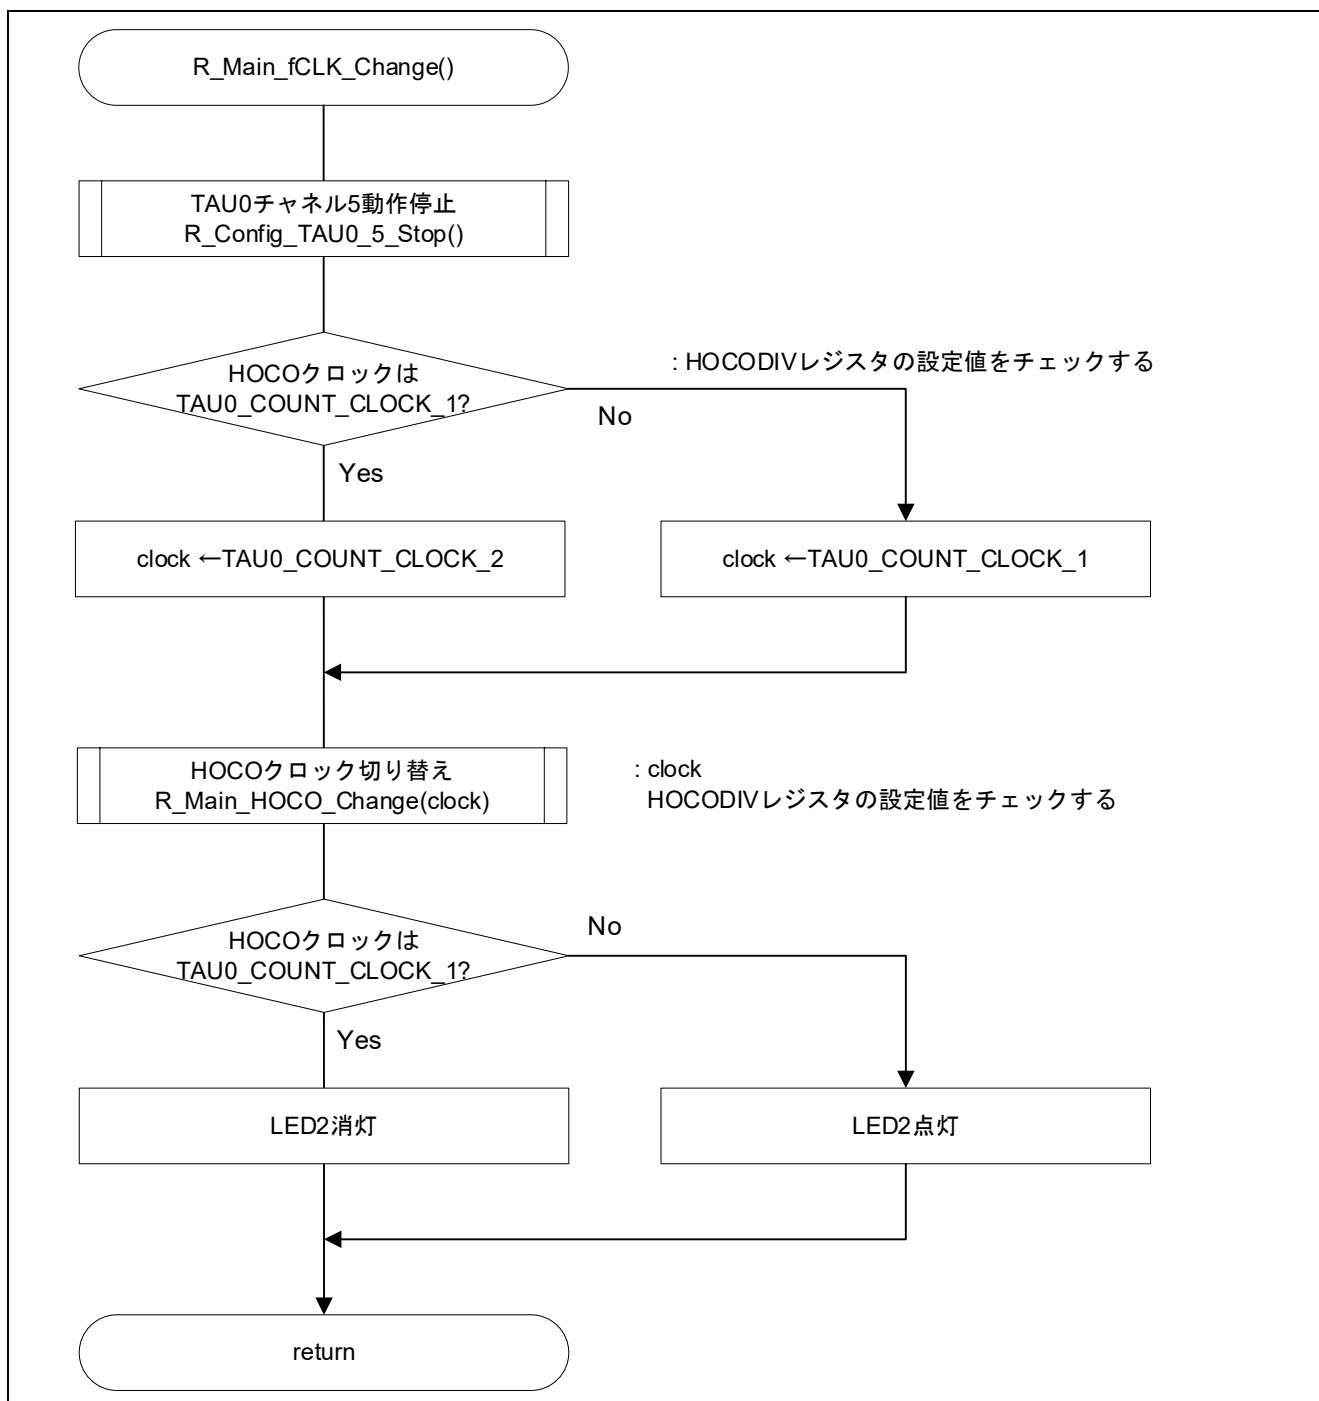 R_Main_fCLK_Change()
TAU0チャネル5動作停止
R_Config_TAU0_5_Stop()
: HOCODIVレジスタの設定値をチェックする
HOCOクロックは
TAU0_COUNT_CLOCK_1?
No
Yes
clock ←TAU0_COUNT_CLOCK_2
clock ←TAU0_COUNT_CLOCK_1
HOCOクロック切り替え
R_Main_HOCO_Change(clock)
: clock
HOCODIVレジスタの設定値をチェックする
HOCOクロックは
TAU0_COUNT_CLOCK_1?
No
Yes
LED2消灯
LED2点灯
return